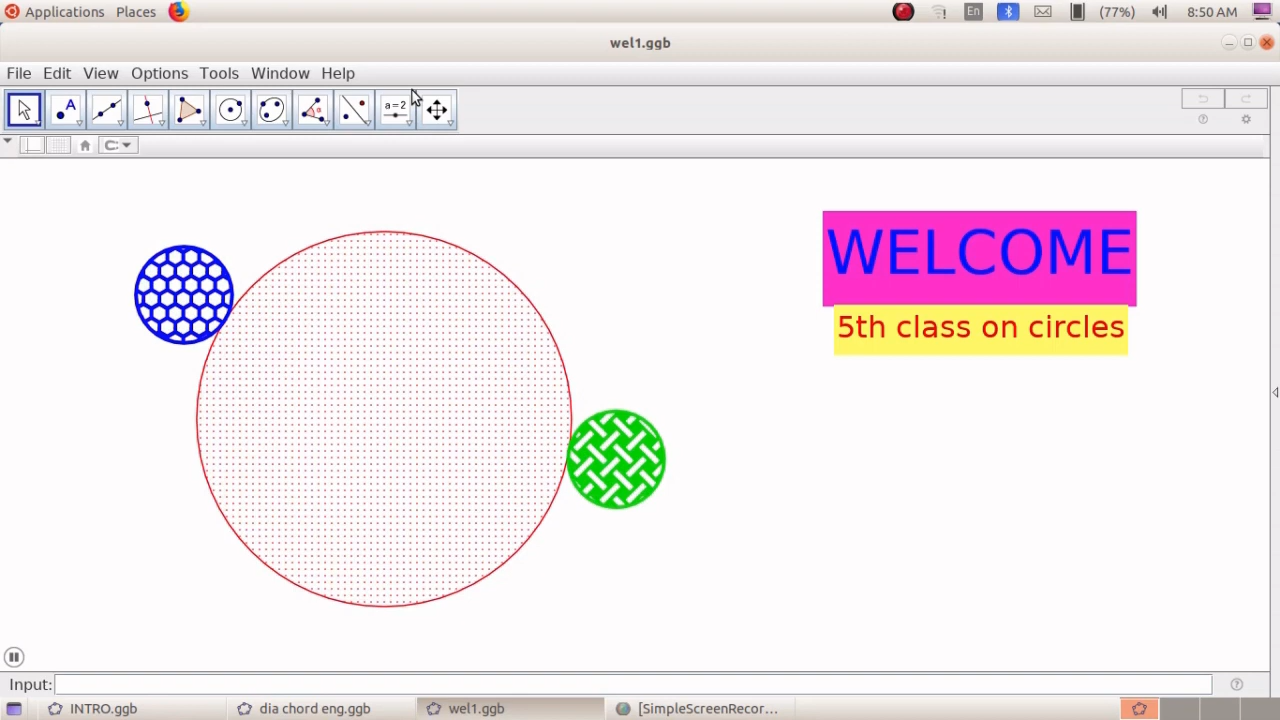 Applications Places En (77%) 8:50 AM
wel1.ggb
File Edit View Options Tools Window Help
A a=2
WELCOME
5th class on circles
Input:
INTRO.ggb dia chord eng.ggb wel1.ggb [SimpleScreenRecor...